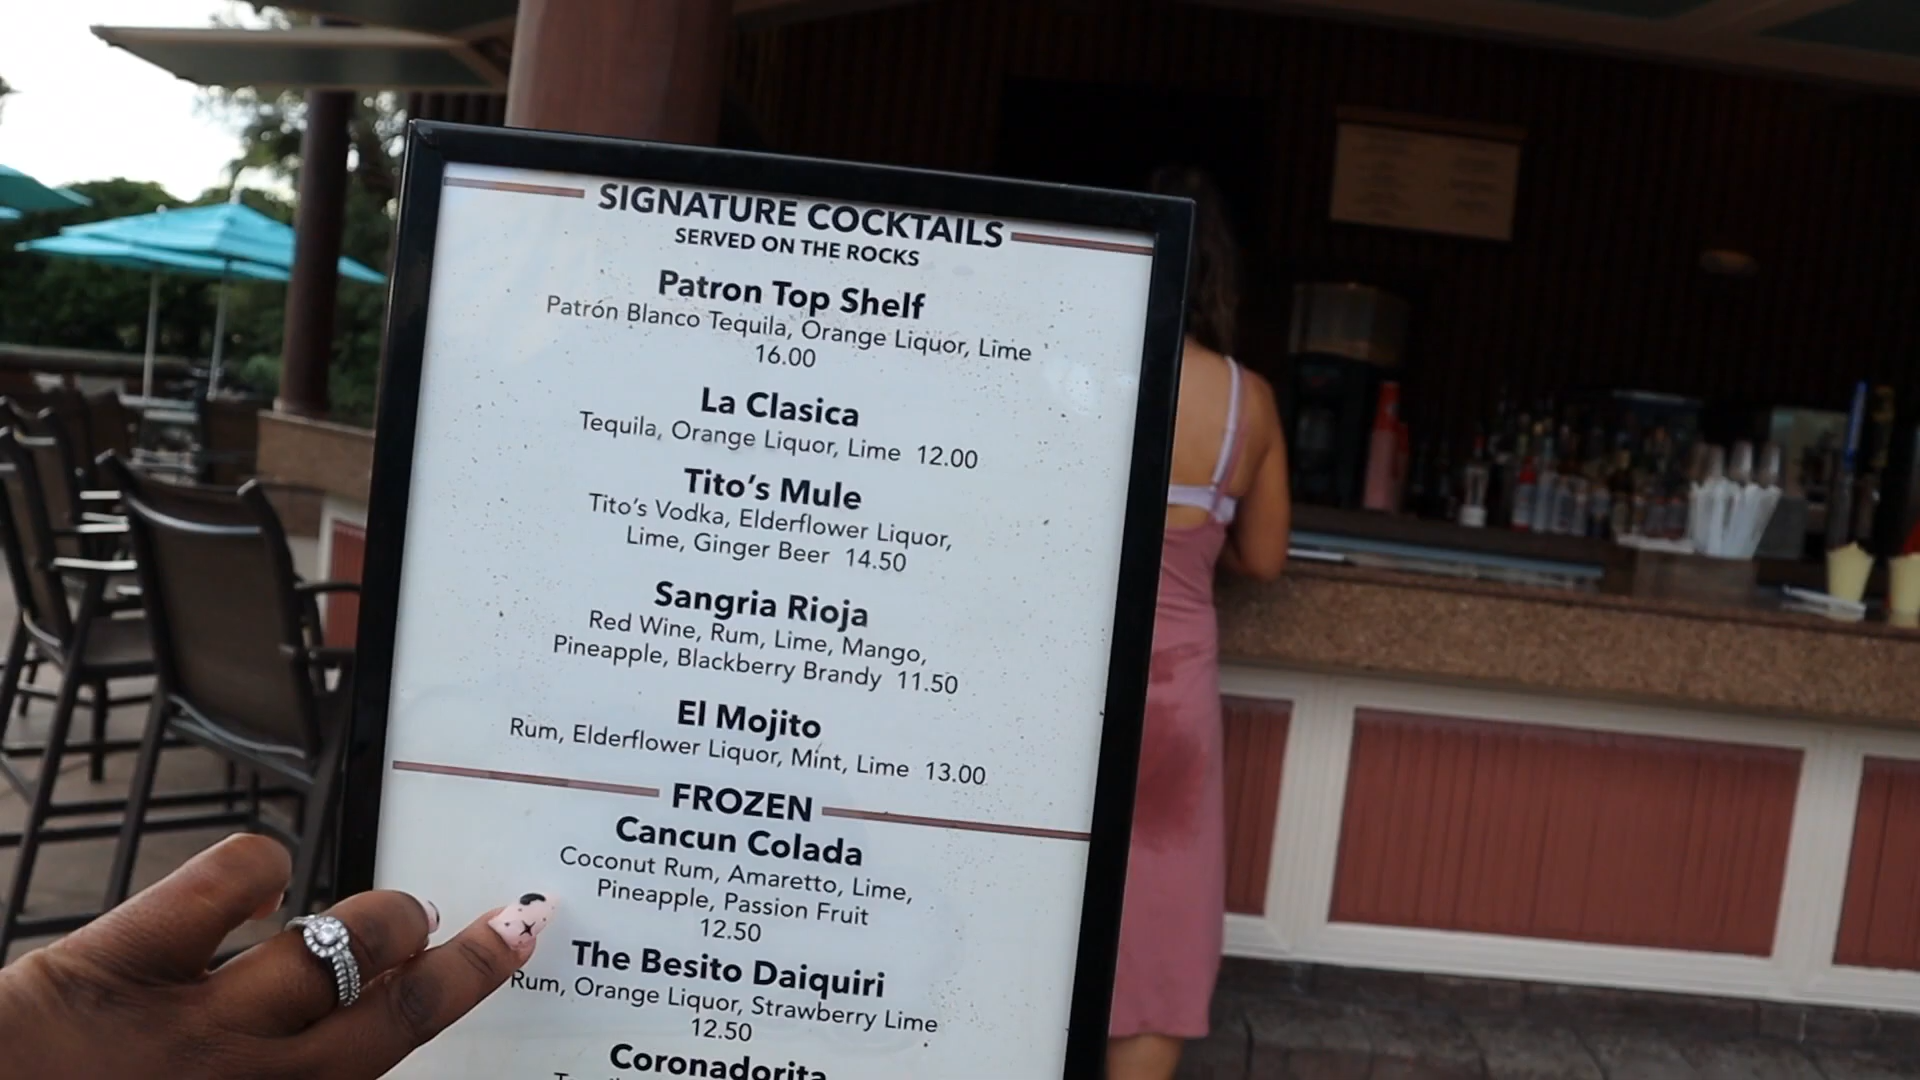 SIGNATURE COCKTAILS
SERVED ON THE ROCKS
Patron Top Shelf
Patrón Blanco Tequila, Orange Liquor, Lime
16.00
La Clasica
Tequila, Orange Liquor, Lime 12.00
Tito's Mule
Tito's Vodka, Elderflower Liquor,
Lime, Ginger Beer 14.50
Sangria Rioja
Red Wine, Rum, Lime, Mango,
Pineapple, Blackberry Brandy 11.50
El Mojito
Rum, Elderflower Liquor, Mint, Lime 13.00
FROZEN
Cancun Colada
Coconut Rum, Amaretto, Lime,
Pineapple, Passion Fruit
12.50
The Besito Daiquiri
Rum, Orange Liquor, Strawberry Lime
12.50
Coronadorita